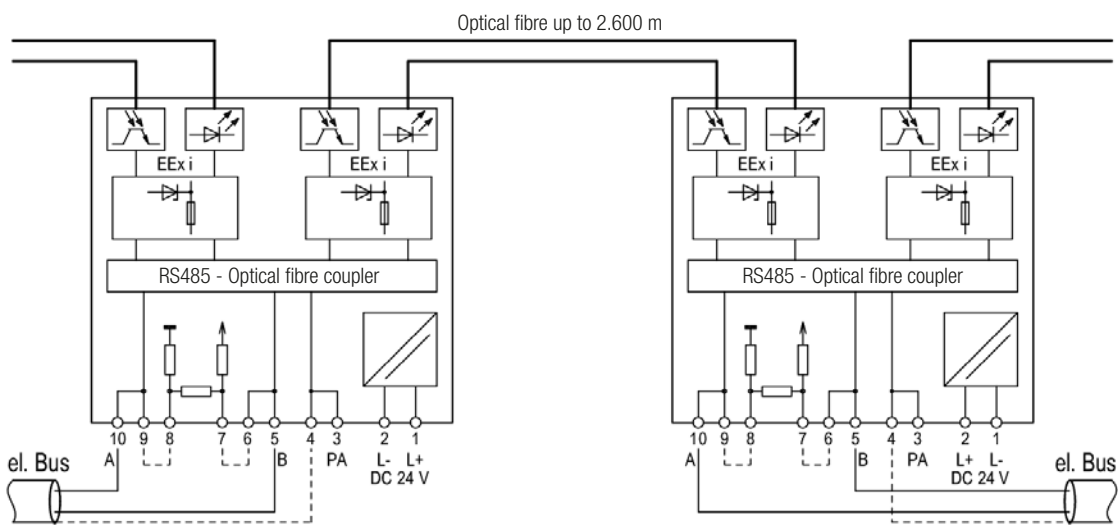 Optical fibre up to 2.600 m
EEx i EEx i EEx i EEx i
RS485 - Optical fibre coupler RS485 - Optical fibre coupler
10 9 8 7 6 5 4 3 2 1 10 9 8 7 6 5 4 3 2 1
A B PA L- L+ A B PA L+ L-
el. Bus DC 24 V DC 24 V el. Bus